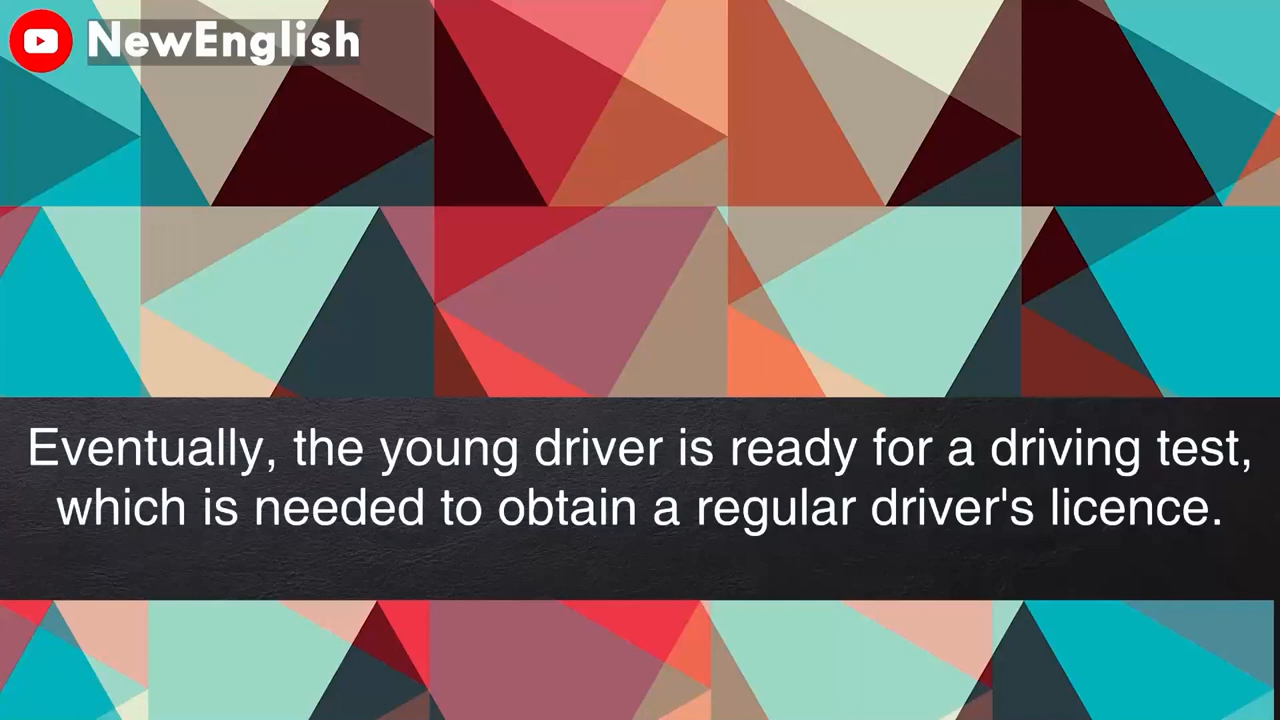 NewEnglish
Eventually, the young driver is ready for a driving test,
which is needed to obtain a regular driver's licence.